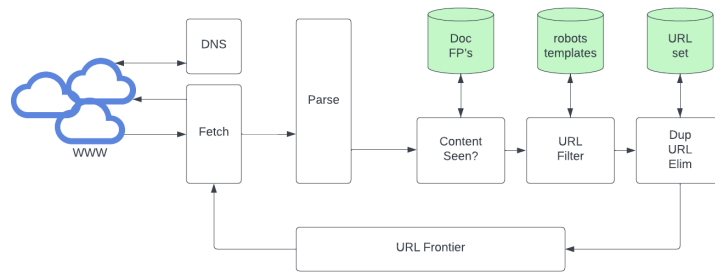 DNS
WWW
Fetch
Parse
Doc
FP's
robots
templates
URL
set
Content
Seen?
URL
Filter
Dup
URL
Elim
URL Frontier